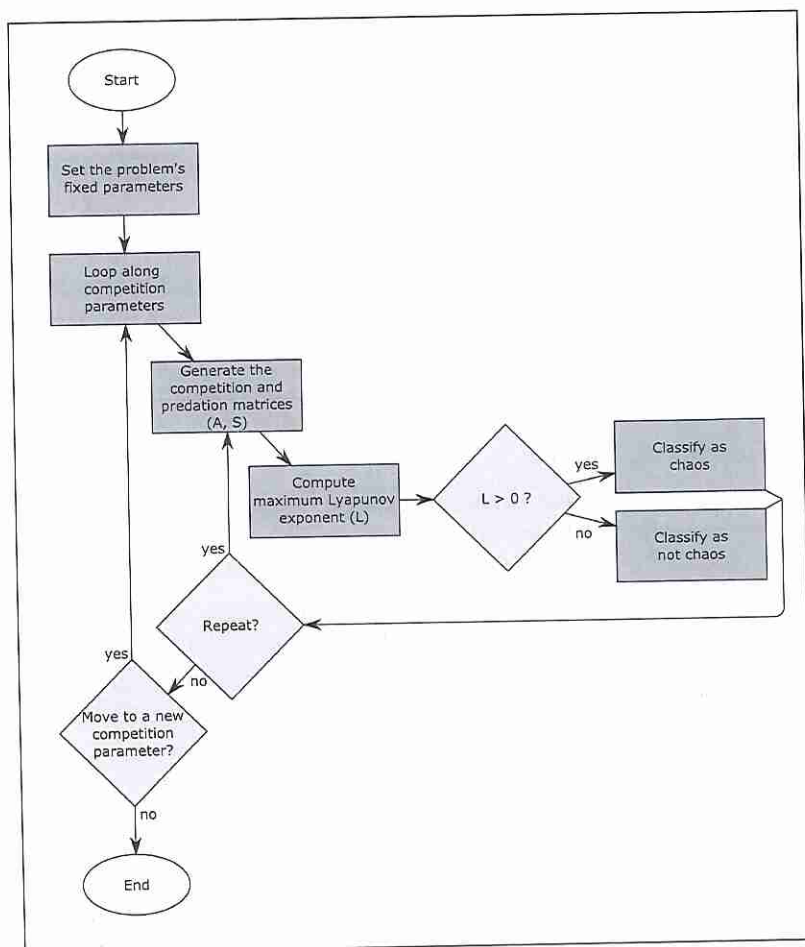 Start
Set the problem's
fixed parameters
Loop along
competition
parameters
Generate the
competition and
predation matrices
(A, S)
Compute
maximum Lyapunov
exponent (L)
L > 0 ?
yes
Classify as
chaos
no
Classify as
not chaos
yes
Repeat?
no
yes
Move to a new
competition
parameter?
no
End